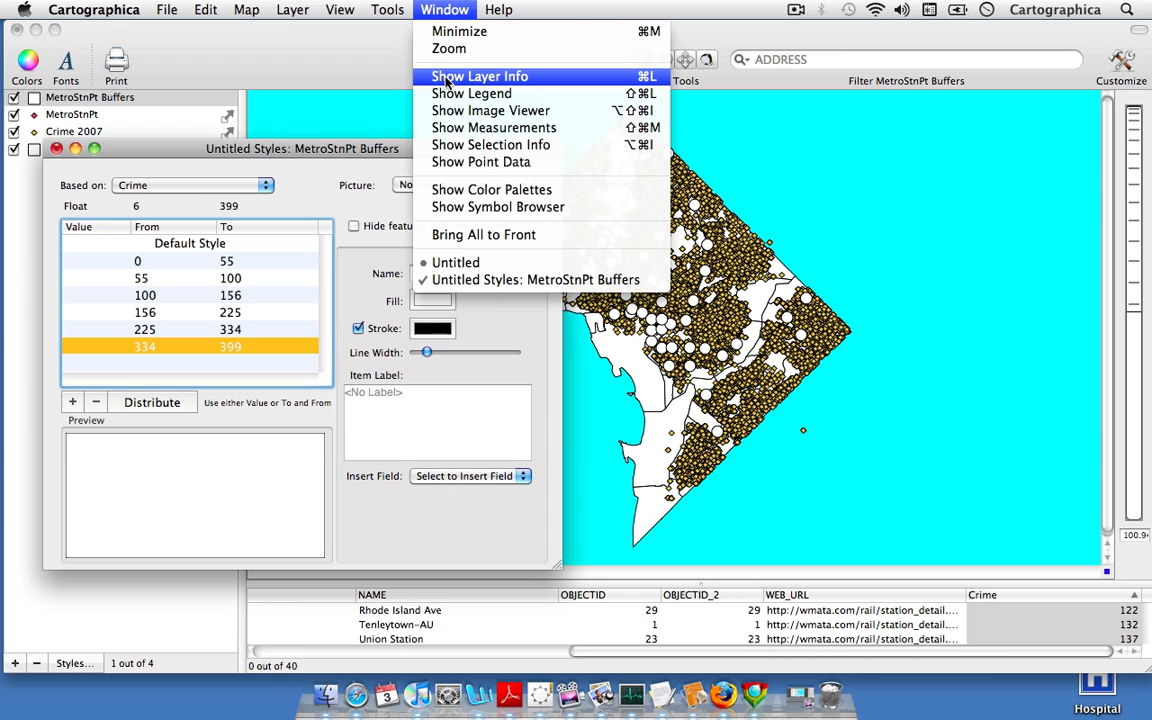 Cartographica File Edit Map Layer View Tools Window Help Cartographica
Minimize ⌘M
Zoom
Show Layer Info ⌘L
Show Legend ⇧⌘L
Show Image Viewer ⌥⇧⌘I
Show Measurements ⇧⌘M
Show Selection Info ⌥⌘I
Show Point Data
Show Color Palettes
Show Symbol Browser
Bring All to Front
Untitled
Untitled Styles: MetroStnPt Buffers
ADDRESS
Colors Fonts Print Tools Filter MetroStnPt Buffers Customize
MetroStnPt Buffers
MetroStnPt
Crime 2007
Untitled Styles: MetroStnPt Buffers
Based on: Crime Picture: No
Float 6 399
Value From To
Default Style
0 55
55 100
100 156
156 225
225 334
334 399
+ - Distribute Use either Value or To and From
Preview
Hide featu
Name:
Fill:
Stroke:
Line Width:
Item Label:
<No Label>
Insert Field: Select to Insert Field
100.9
NAME OBJECTID OBJECTID_2 WEB_URL Crime
Rhode Island Ave 29 29 http://wmata.com/rail/station_detail.... 122
Tenleytown-AU 1 1 http://wmata.com/rail/station_detail.... 132
Union Station 23 23 http://wmata.com/rail/station_detail.... 137
+ - Styles... 1 out of 4 0 out of 40
3
H
Hospital